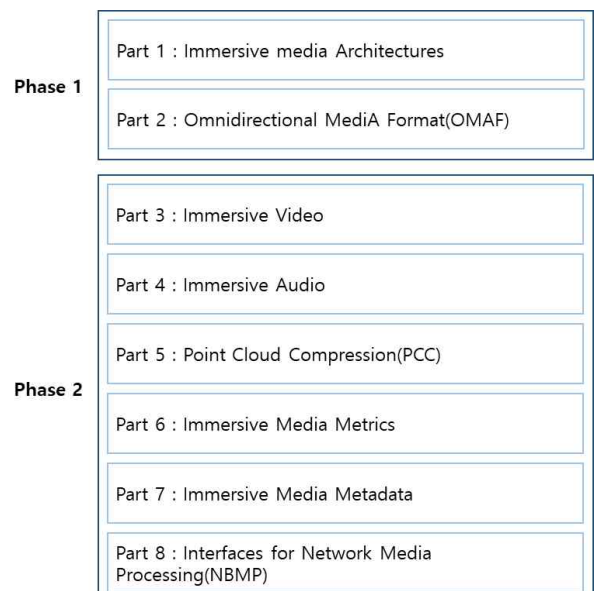 Phase 1
Part 1 : Immersive media Architectures
Part 2 : Omnidirectional MediA Format(OMAF)
Phase 2
Part 3 : Immersive Video
Part 4 : Immersive Audio
Part 5 : Point Cloud Compression(PCC)
Part 6 : Immersive Media Metrics
Part 7 : Immersive Media Metadata
Part 8 : Interfaces for Network Media
Processing(NBMP)